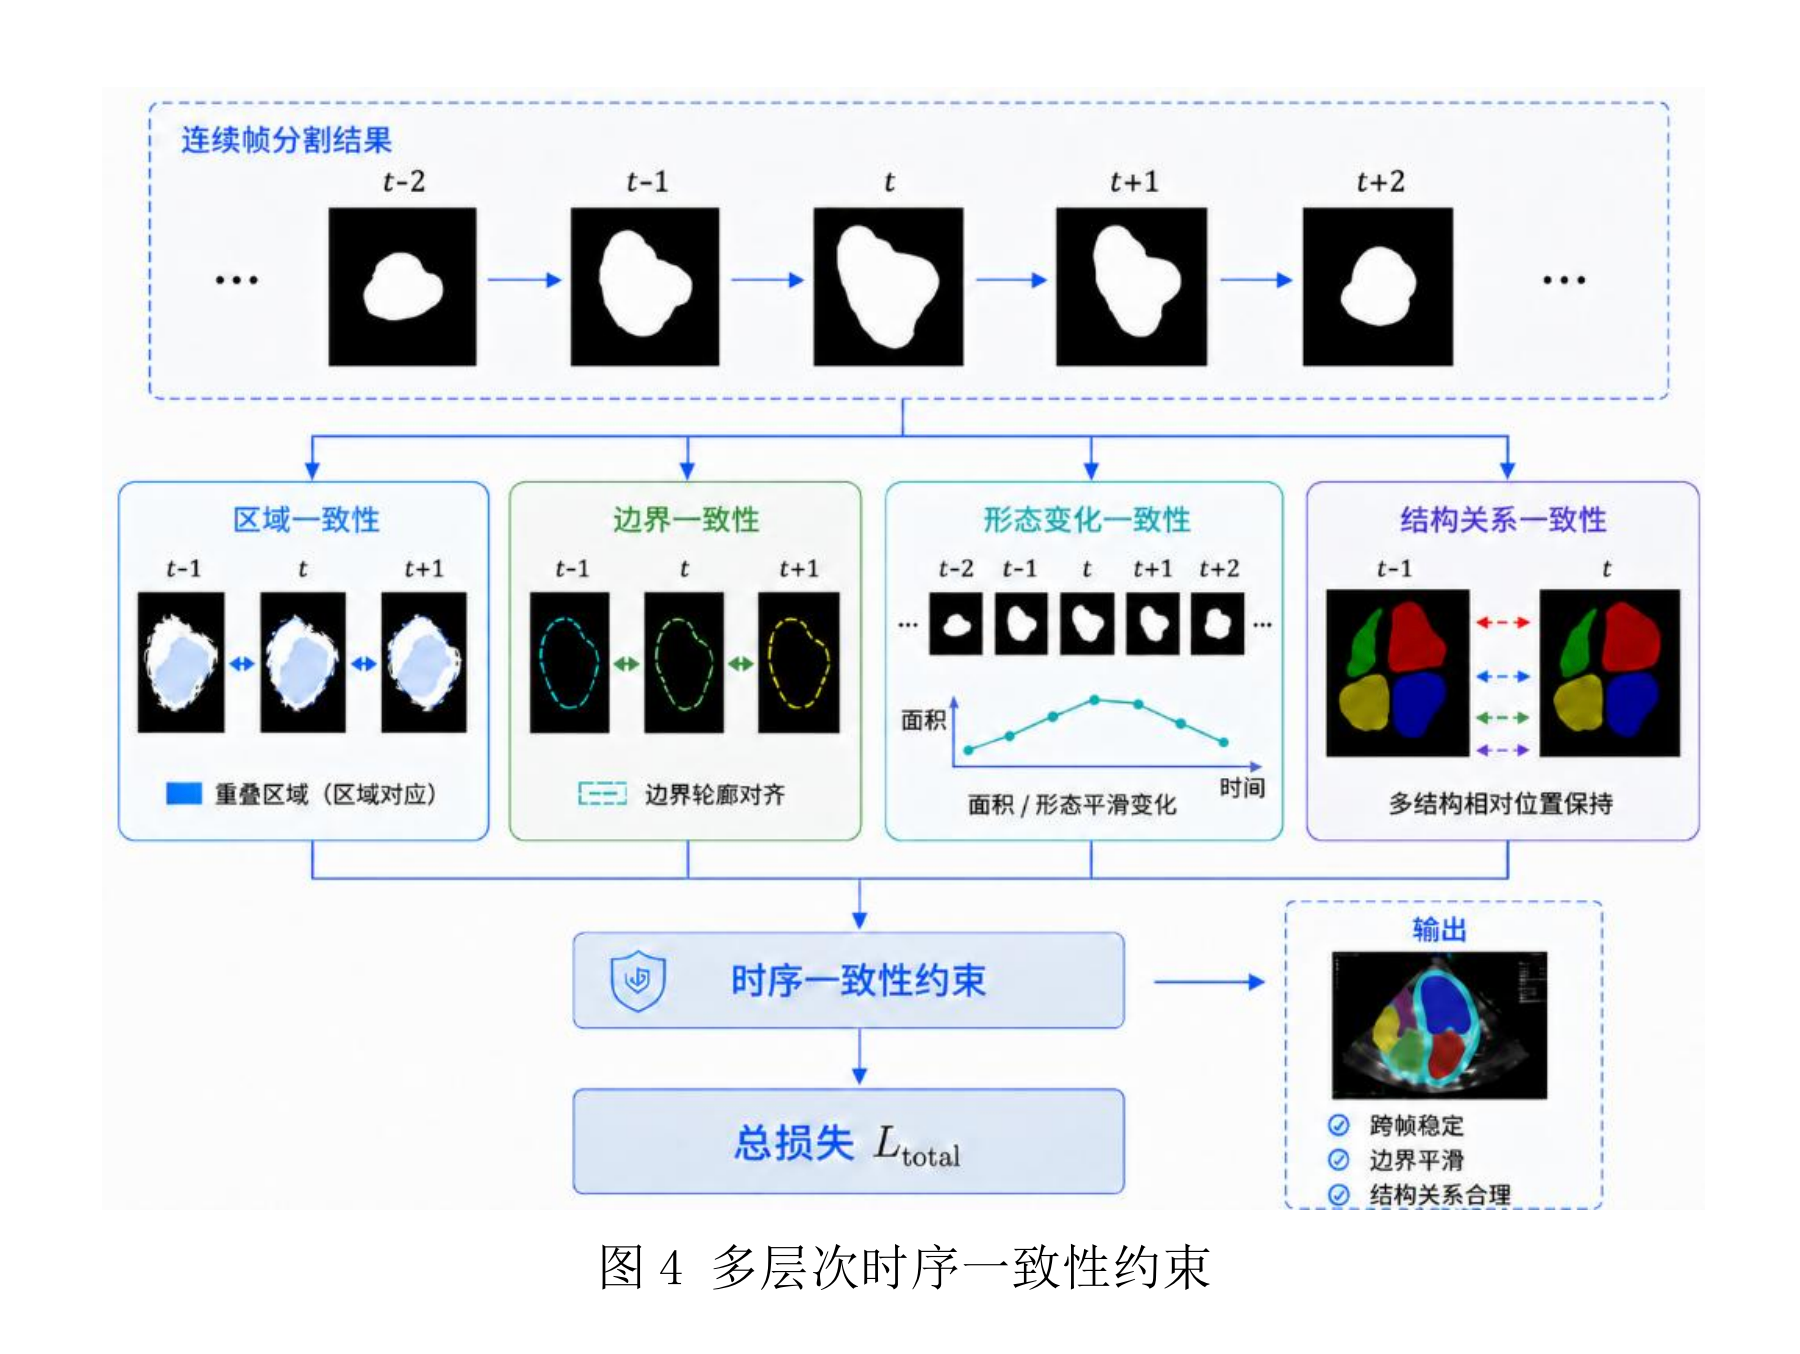 连续帧分割结果
t-2 t-1 t t+1 t+2
... ...
区域一致性
t-1 t t+1
重叠区域（区域对应）
边界一致性
t-1 t t+1
边界轮廓对齐
形态变化一致性
t-2 t-1 t t+1 t+2
... ...
面积
时间
面积 / 形态平滑变化
结构关系一致性
t-1 t
多结构相对位置保持
时序一致性约束
总损失 L_total
输出
跨帧稳定
边界平滑
结构关系合理
图 4 多层次时序一致性约束